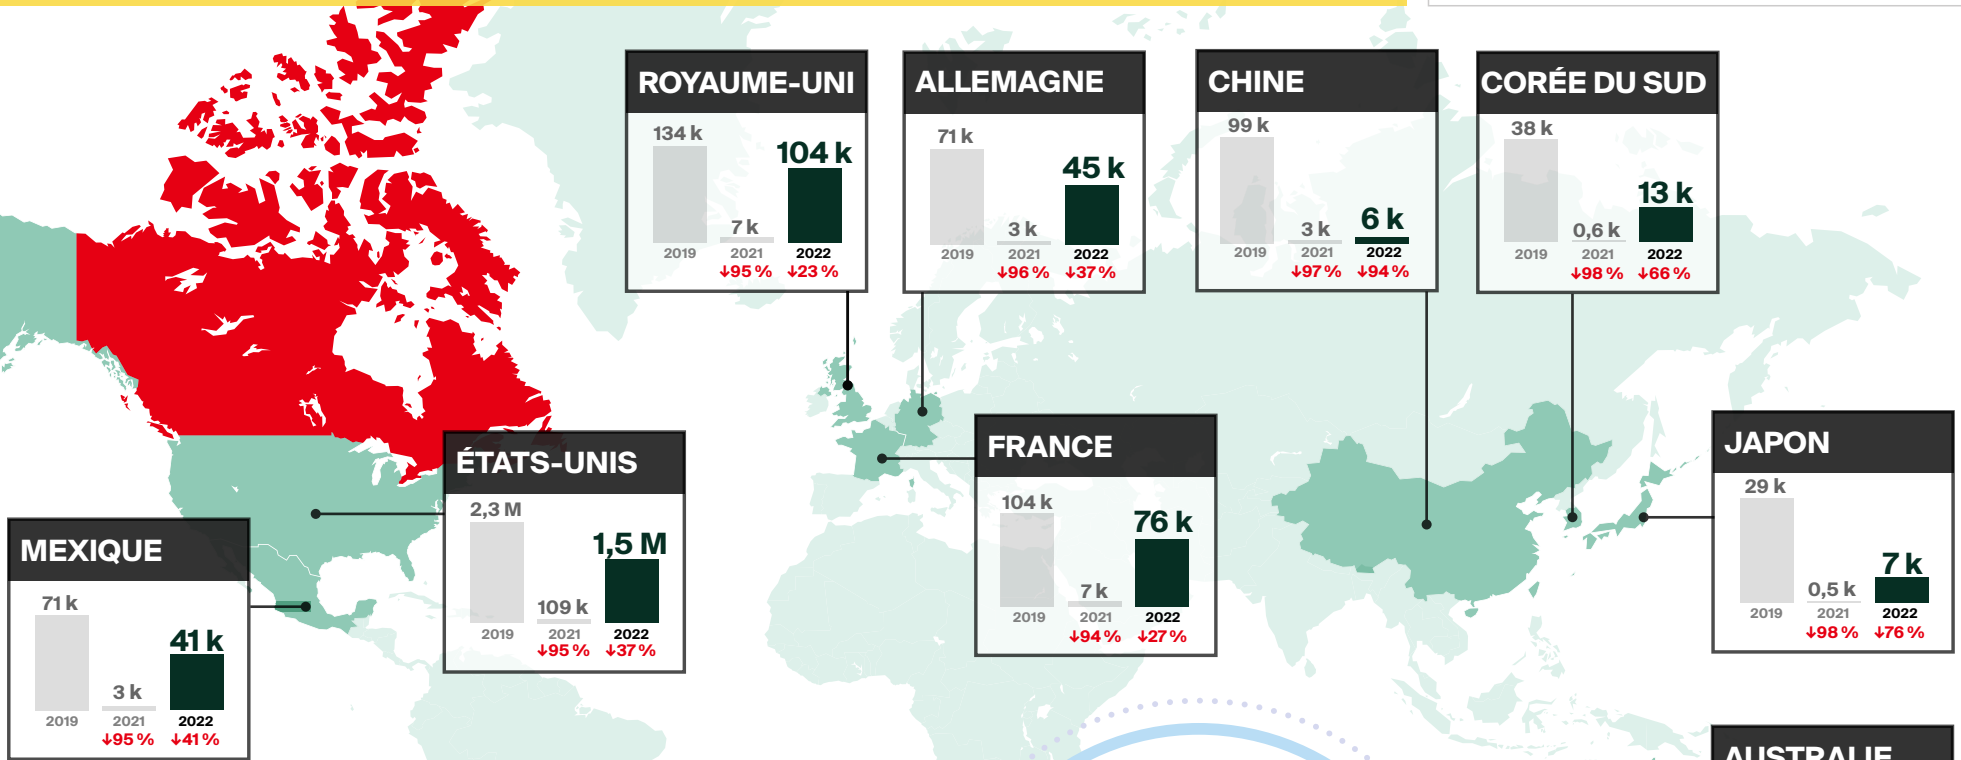 ROYAUME-UNI
134 k
7 k
104 k
2019
2021
2022
↓95 %
↓23 %
ALLEMAGNE
71 k
3 k
45 k
2019
2021
2022
↓96 %
↓37 %
CHINE
99 k
3 k
6 k
2019
2021
2022
↓97 %
↓94 %
CORÉE DU SUD
38 k
0,6 k
13 k
2019
2021
2022
↓98 %
↓66 %
MEXIQUE
71 k
3 k
41 k
2019
2021
2022
↓95 %
↓41 %
ÉTATS-UNIS
2,3 M
109 k
1,5 M
2019
2021
2022
↓95 %
↓37 %
FRANCE
104 k
7 k
76 k
2019
2021
2022
↓94 %
↓27 %
JAPON
29 k
0,5 k
7 k
2019
2021
2022
↓98 %
↓76 %
AUSTRALIE